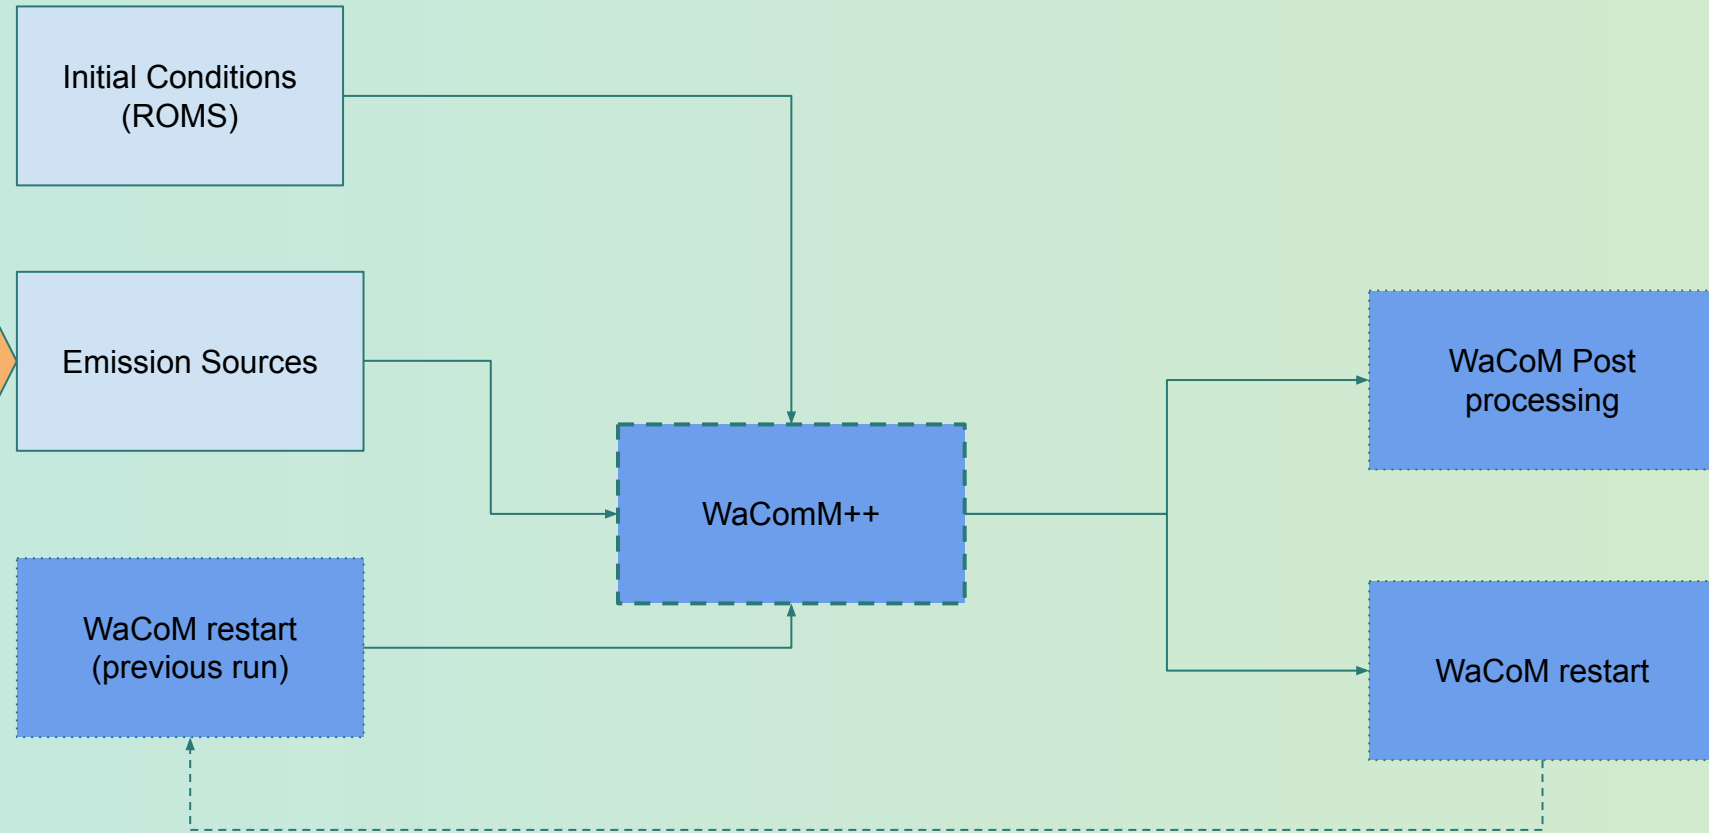 Initial Conditions
(ROMS)
Emission Sources
WaComM++
WaCoM restart
(previous run)
WaCoM Post
processing
WaCoM restart